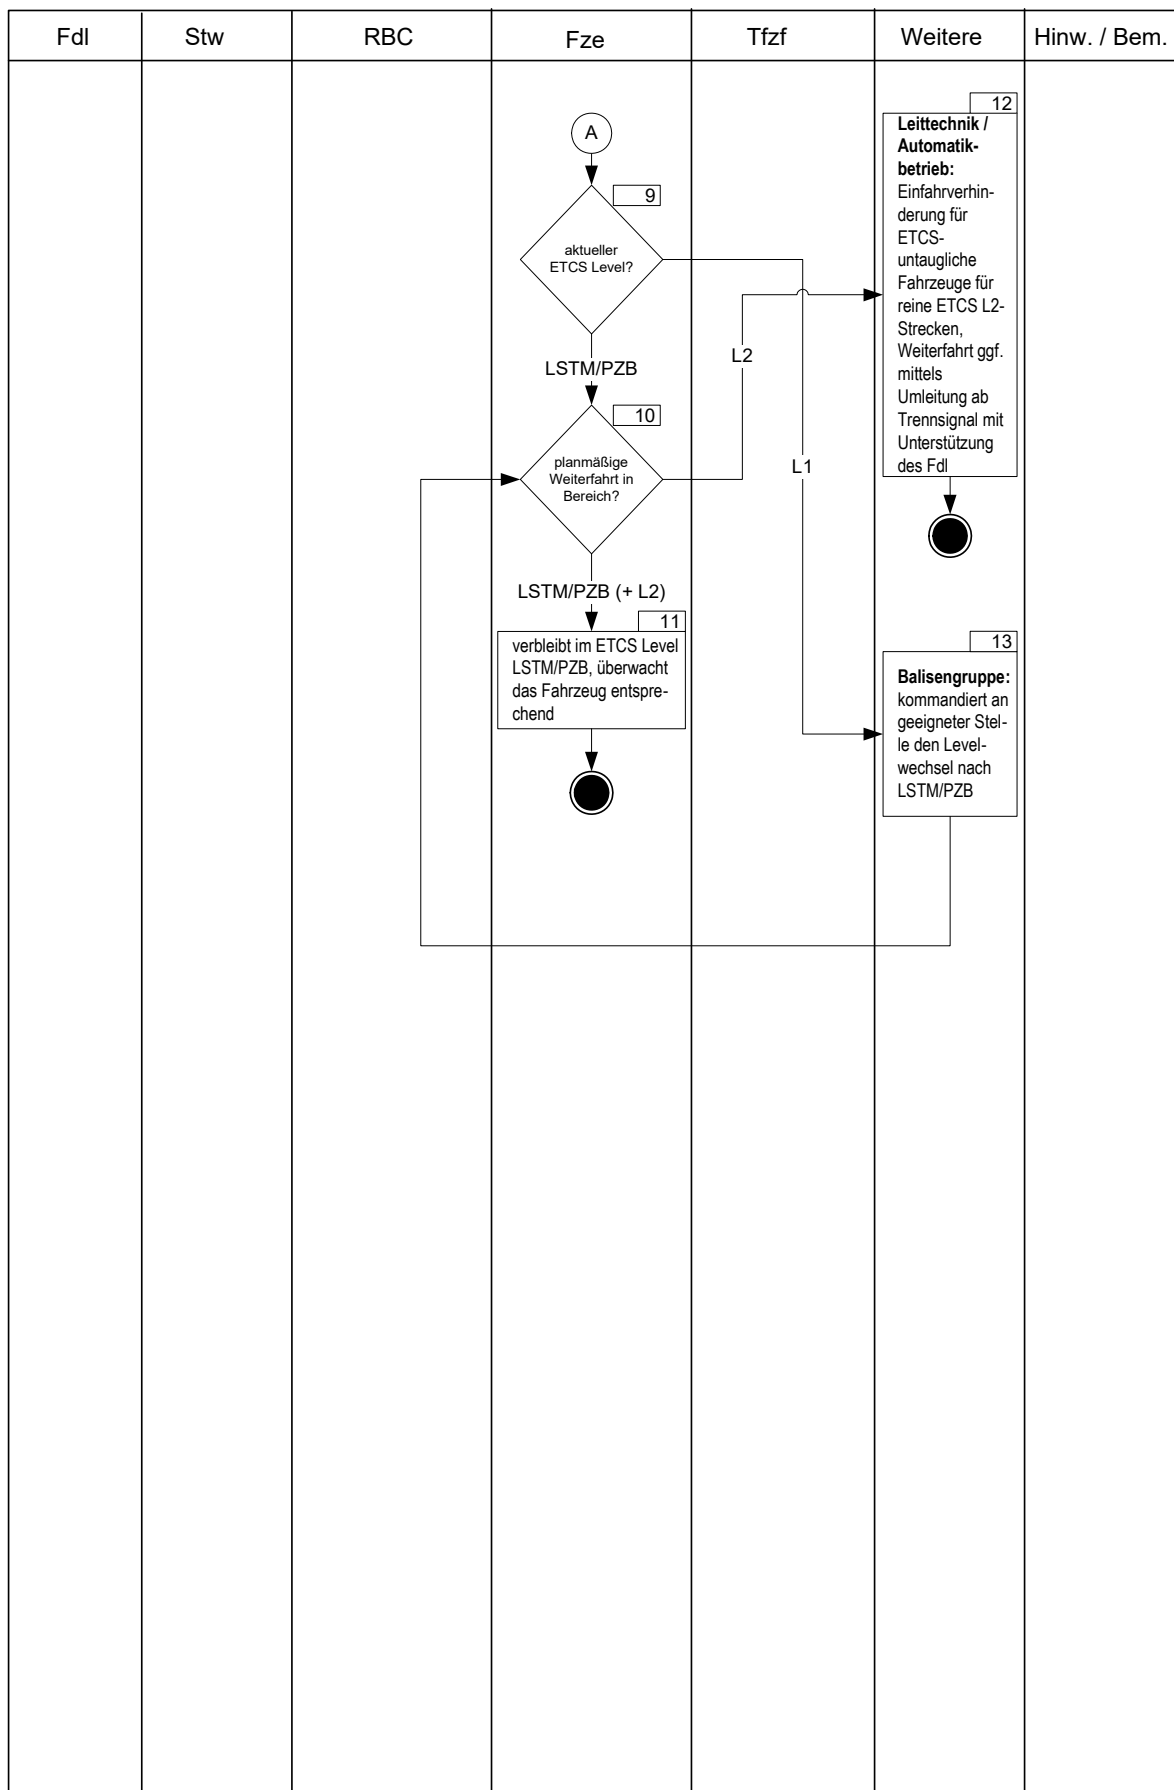 Fdl Stw RBC Fze Tfzf Weitere Hinw. / Bem.
A
9
aktueller
ETCS Level?
LSTM/PZB
10
planmäßige
Weiterfahrt in
Bereich?
LSTM/PZB (+ L2)
11
verbleibt im ETCS Level
LSTM/PZB, überwacht
das Fahrzeug entspre-
chend
L2
L1
12
Leittechnik /
Automatik-
betrieb:
Einfahrverhin-
derung für
ETCS-
untaugliche
Fahrzeuge für
reine ETCS L2-
Strecken,
Weiterfahrt ggf.
mittels
Umleitung ab
Trennsignal mit
Unterstützung
des Fdl
13
Balisengruppe:
kommandiert an
geeigneter Stel-
le den Level-
wechsel nach
LSTM/PZB